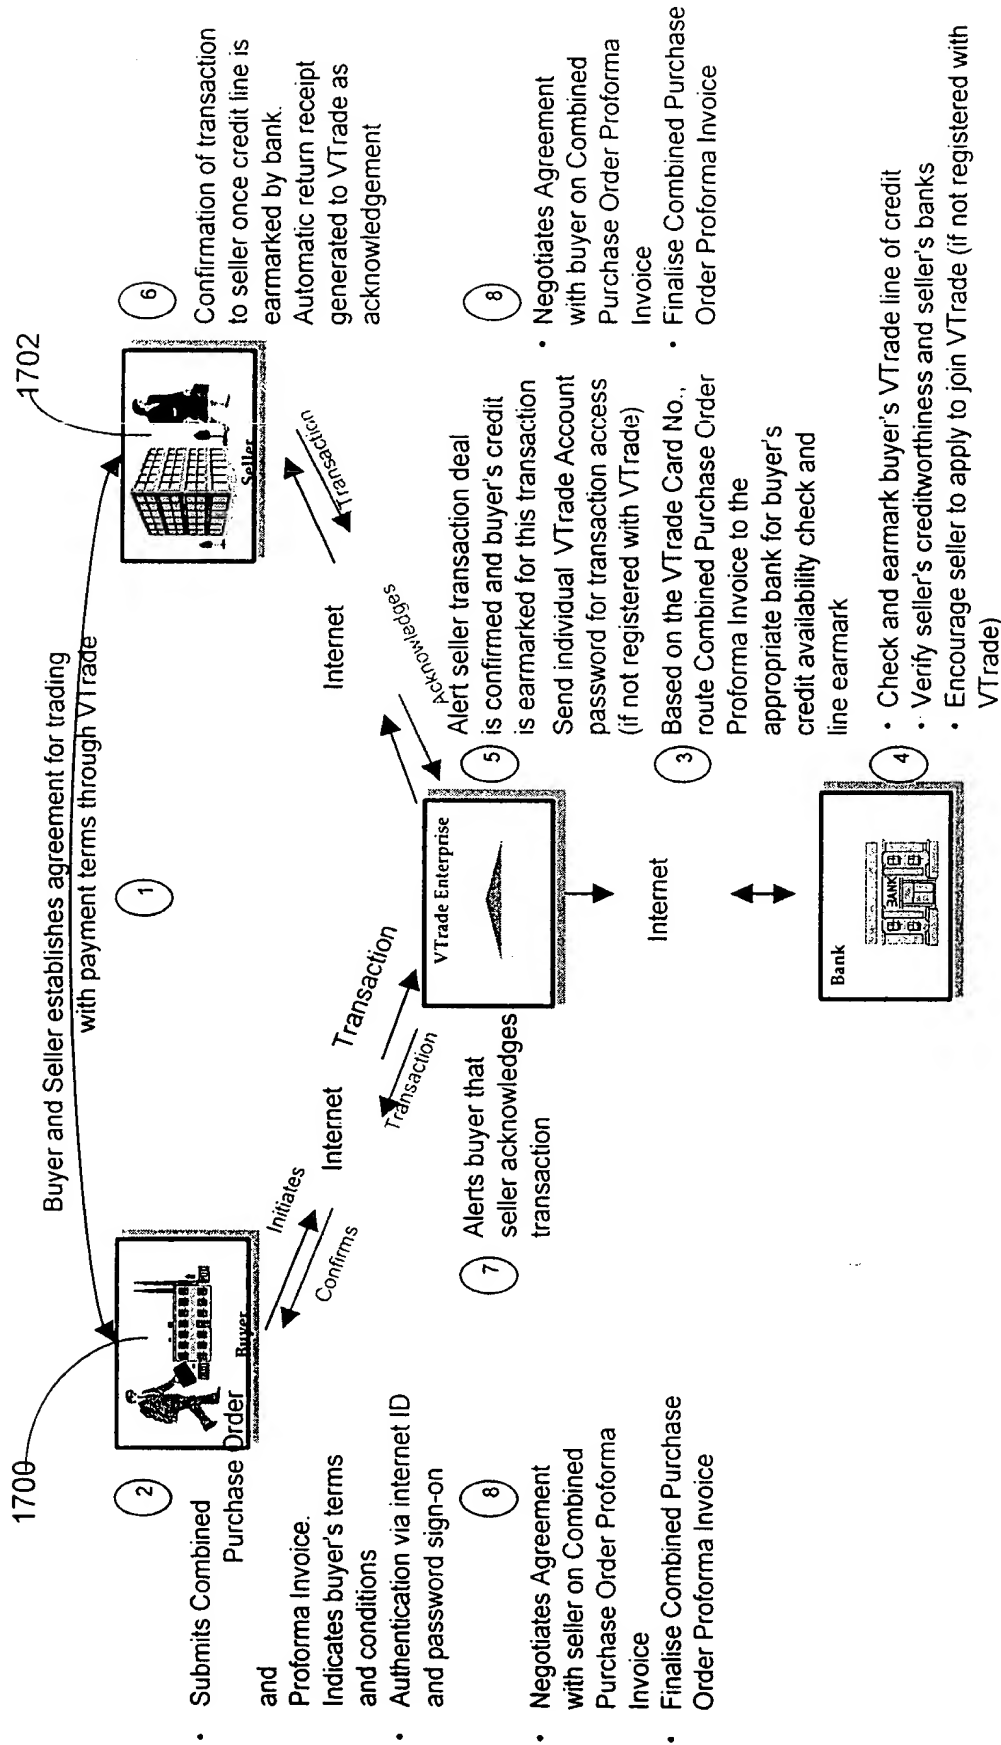 1700
1702
Buyer and Seller establishes agreement for trading
with payment terms through VTrade
1
2
• Submits Combined
Purchase Order
and
Proforma Invoice.
Indicates buyer's terms
and conditions
• Authentication via internet ID
and password sign-on
8
• Negotiates Agreement
with seller on Combined
Purchase Order Proforma
Invoice
• Finalise Combined Purchase
Order Proforma Invoice
Buyer
Initiates
Confirms
Internet
Transaction
Transaction
7
Alerts buyer that
seller acknowledges
transaction
VTrade Enterprise
Internet
Bank
BANK
Seller
Transaction
Internet
Acknowledges
5
Alert seller transaction deal
is confirmed and buyer's credit
is earmarked for this transaction
Send individual VTrade Account
password for transaction access
(if not registered with VTrade)
3
Based on the VTrade Card No.,
route Combined Purchase Order
Proforma Invoice to the
appropriate bank for buyer's
credit availability check and
line earmark
4
• Check and earmark buyer's VTrade line of credit
• Verify seller's creditworthiness and seller's banks
• Encourage seller to apply to join VTrade (if not registered with
VTrade)
6
Confirmation of transaction
to seller once credit line is
earmarked by bank.
Automatic return receipt
generated to VTrade as
acknowledgement
8
• Negotiates Agreement
with buyer on Combined
Purchase Order Proforma
Invoice
• Finalise Combined Purchase
Order Proforma Invoice